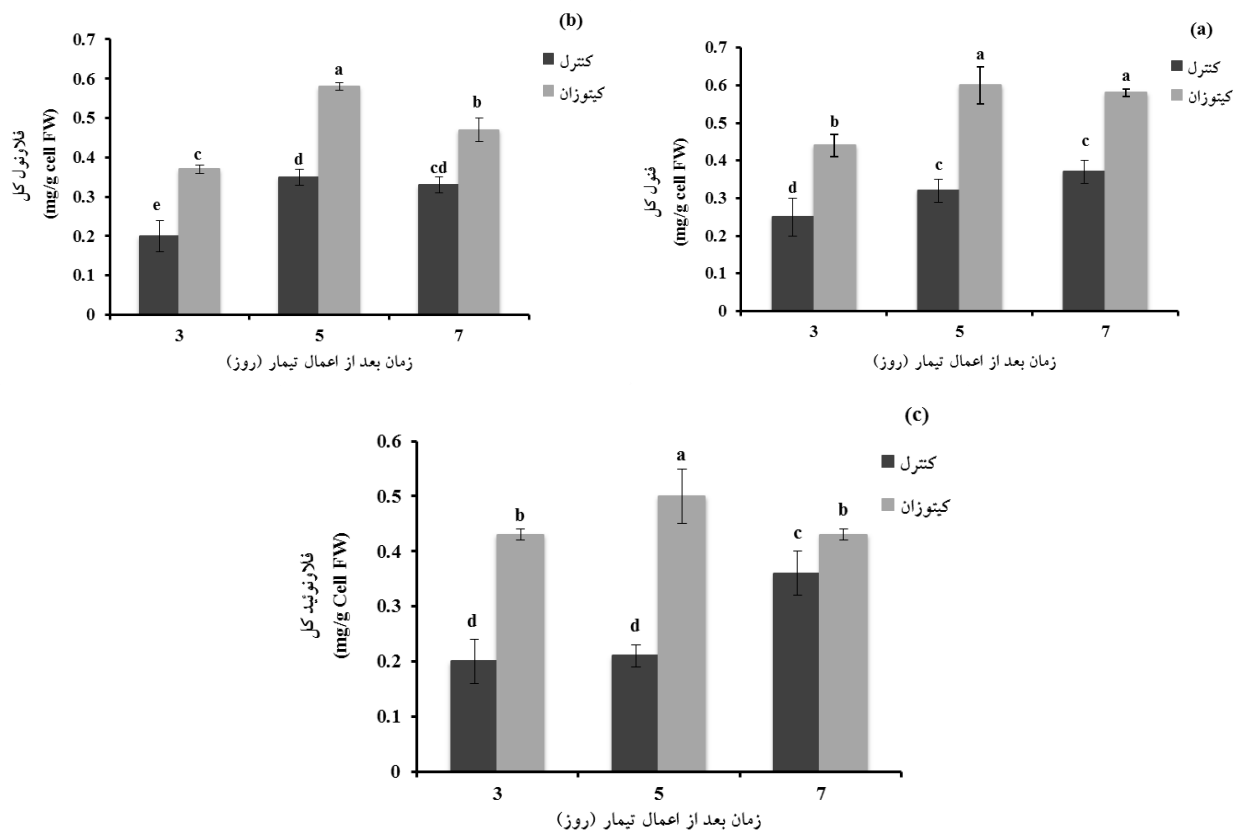 (b)
کنترل
کیتوزان
فلاونول کل
(mg/g cell FW)
0.7
0.6
0.5
0.4
0.3
0.2
0.1
0
e
c
d
a
cd
b
3 5 7
زمان بعد از اعمال تیمار (روز)
(a)
کنترل
کیتوزان
فنول کل
(mg/g cell FW)
0.7
0.6
0.5
0.4
0.3
0.2
0.1
0
d
b
c
a
c
a
3 5 7
زمان بعد از اعمال تیمار (روز)
(c)
کنترل
کیتوزان
فلاونوئید کل
(mg/g Cell FW)
0.6
0.5
0.4
0.3
0.2
0.1
0
d
b
d
a
c
b
3 5 7
زمان بعد از اعمال تیمار (روز)